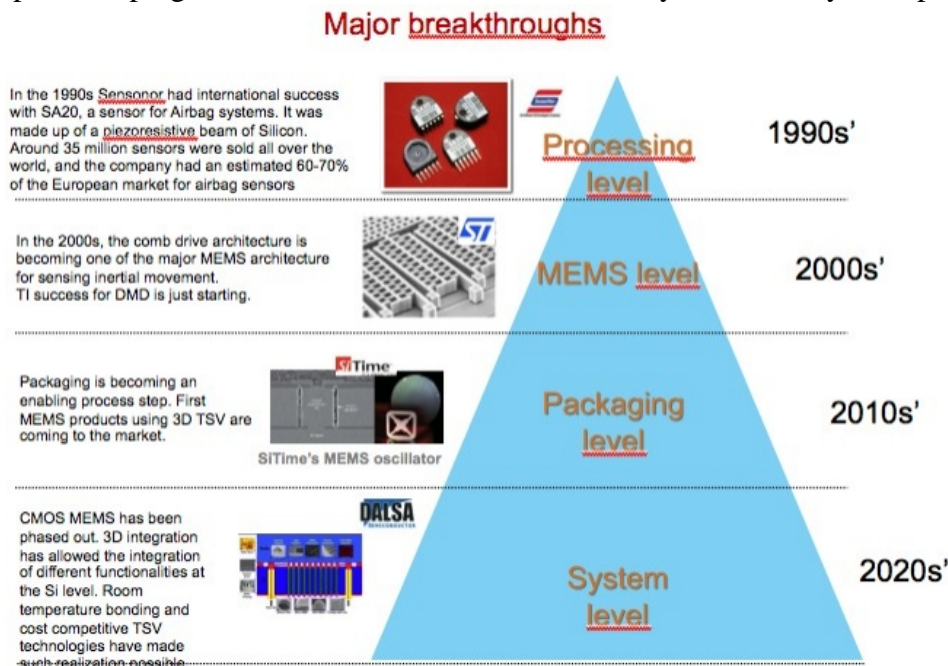 Major breakthroughs
In the 1990s Sensonor had international success
with SA20, a sensor for Airbag systems. It was
made up of a piezoresistive beam of Silicon.
Around 35 million sensors were sold all over the
world, and the company had an estimated 60-70%
of the European market for airbag sensors
Processing
level
1990s'
In the 2000s, the comb drive architecture is
becoming one of the major MEMS architecture
for sensing inertial movement.
TI success for DMD is just starting.
ST
MEMS level
2000s'
Packaging is becoming an
enabling process step. First
MEMS products using 3D TSV are
coming to the market.
SiTime
SiTime's MEMS oscillator
Packaging
level
2010s'
CMOS MEMS has been
phased out. 3D integration
has allowed the integration
of different functionalities at
the Si level. Room
temperature bonding and
cost competitive TSV
technologies have made
such realization possible
DALSA
SEMICONDUCTOR
System
level
2020s'